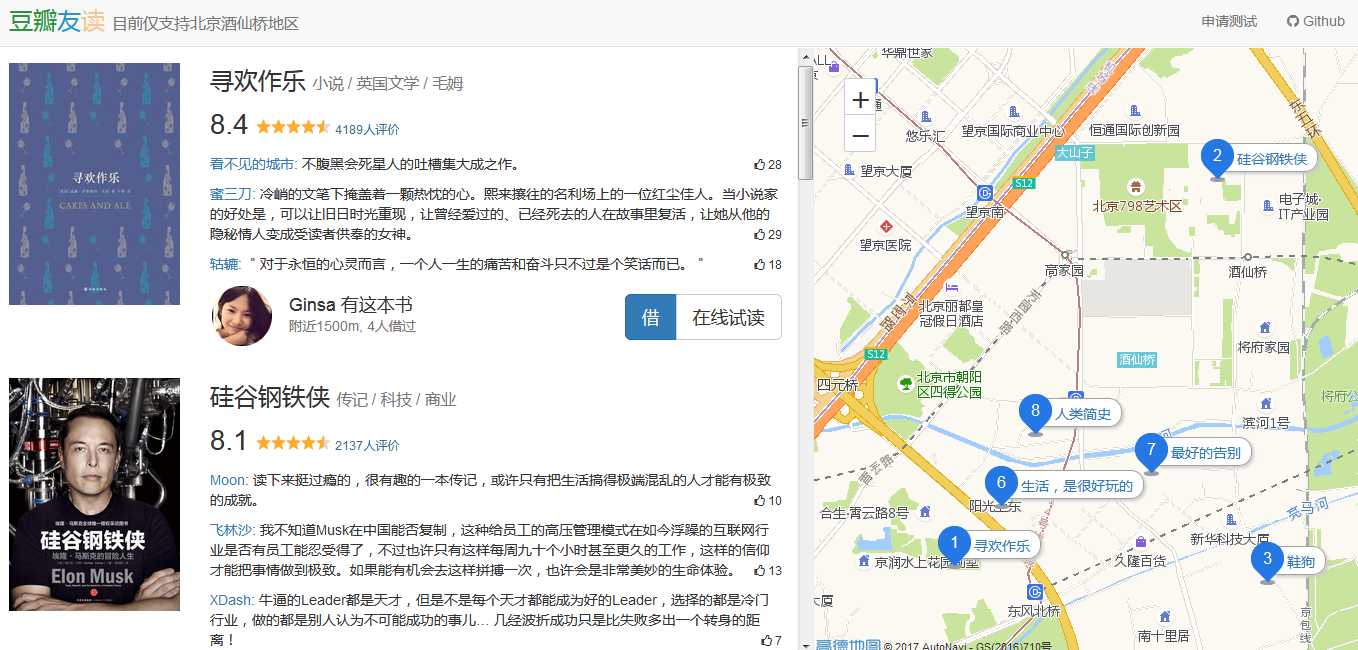 豆瓣友读 目前仅支持北京酒仙桥地区
申请测试 Github
寻欢作乐
CAKES AND ALE
寻欢作乐 小说 / 英国文学 / 毛姆
8.4 4189人评价
看不见的城市: 不腹黑会死星人的吐槽集大成之作。 28
蜜三刀: 冷峭的文笔下掩盖着一颗热忱的心。熙来攘往的名利场上的一位红尘佳人。当小说家
的好处是，可以让旧日时光重现，让曾经爱过的、已经死去的人在故事里复活，让她从他的
隐秘情人变成受读者供奉的女神。 29
轱辘: " 对于永恒的心灵而言，一个人一生的痛苦和奋斗只不过是个笑话而已。 " 18
Ginsa 有这本书
附近1500m, 4人借过
借 在线试读
埃隆·马斯克全球唯一授权采访图书
硅谷钢铁侠
埃隆·马斯克的冒险人生
Elon Musk
硅谷钢铁侠 传记 / 科技 / 商业
8.1 2137人评价
Moon: 读下来挺过瘾的，很有趣的一本传记，或许只有把生活搞得极端混乱的人才能有极致
的成就。 10
飞林沙: 我不知道Musk在中国能否复制，这种给员工的高压管理模式在如今浮躁的互联网行
业是否有员工能忍受得了，不过也许只有这样每周九十个小时甚至更久的工作，这样的信仰
才能把事情做到极致。如果能有机会去这样拼搏一次，也许会是非常美妙的生命体验。 13
XDash: 牛逼的Leader都是天才，但是不是每个天才都能成为好的Leader，选择的都是冷门
行业，做的都是别人认为不可能成功的事儿… 几经波折成功只是比失败多出一个转身的距
离！ 7
+
−
华鼎世家
悠乐汇
望京国际商业中心
恒通国际创新园
东五环
大山子
望京大厦
2 硅谷钢铁侠
S12
望京南
北京798艺术区
电子城·
IT产业园
望京医院
高家园
酒仙桥
北京丽都皇
冠假日酒店
京密路
将府家园
S12
酒仙桥
四元桥
北京市朝阳
区四得公园
将府公
8 人类简史
滨河1号
7 最好的告别
霄云路
6 生活，是很好玩的
合生·霄云路8号
亮马河
新华科技大厦
1 寻欢作乐
京润水上花园别墅
久隆百货
3 鞋狗
大厦
东风北桥
京包线
南十里居
高德地图 © 2017 AutoNavi - GS(2016)710号